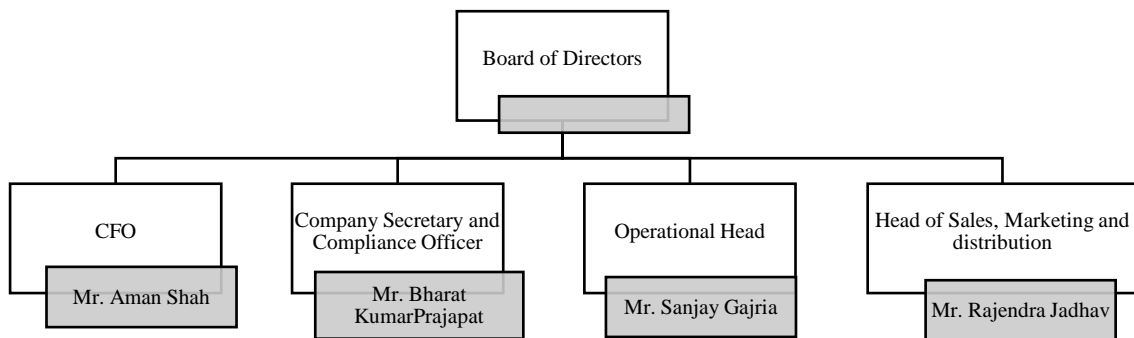 Board of Directors
CFO
Mr. Aman Shah
Company Secretary and
Compliance Officer
Mr. Bharat
KumarPrajapat
Operational Head
Mr. Sanjay Gajria
Head of Sales, Marketing and
distribution
Mr. Rajendra Jadhav